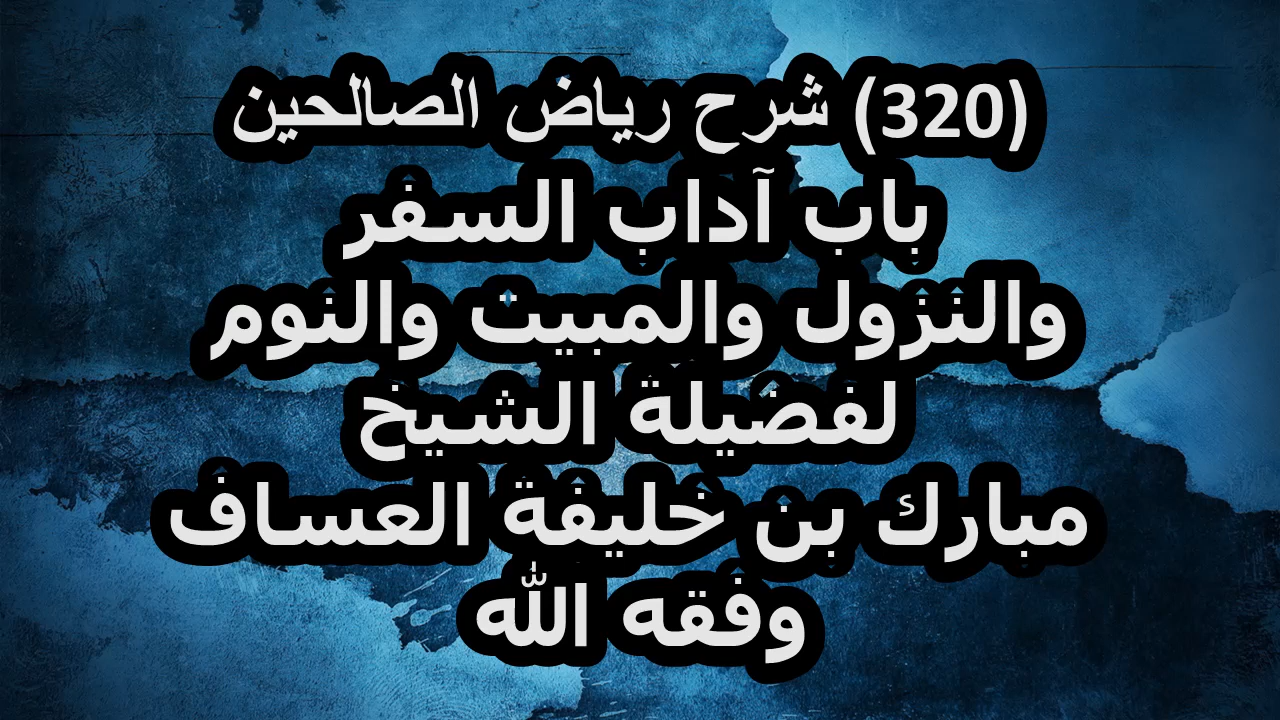 (320) شرح رياض الصالحين
باب آداب السفر
والنزول والمبيت والنوم
لفضيلة الشيخ
مبارك بن خليفة العساف
وفقه الله